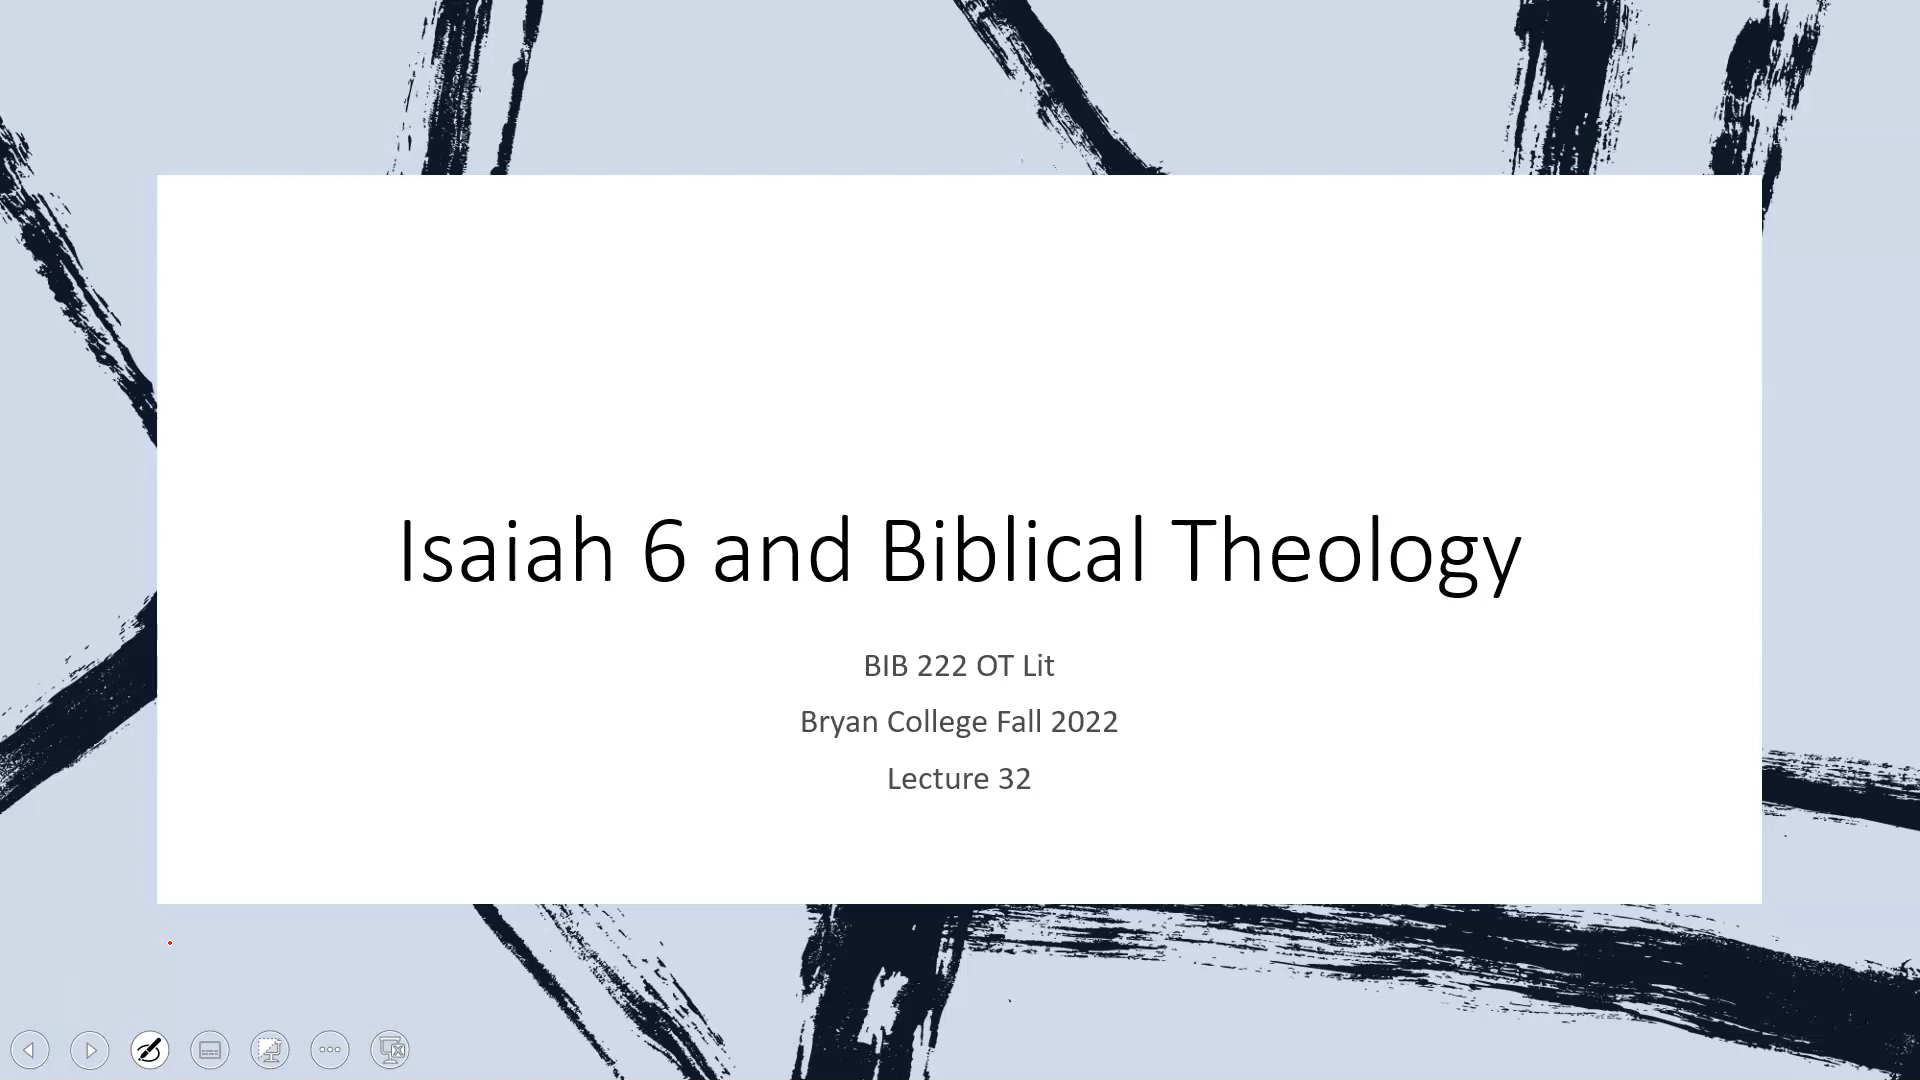 Isaiah 6 and Biblical Theology
BIB 222 OT Lit
Bryan College Fall 2022
Lecture 32